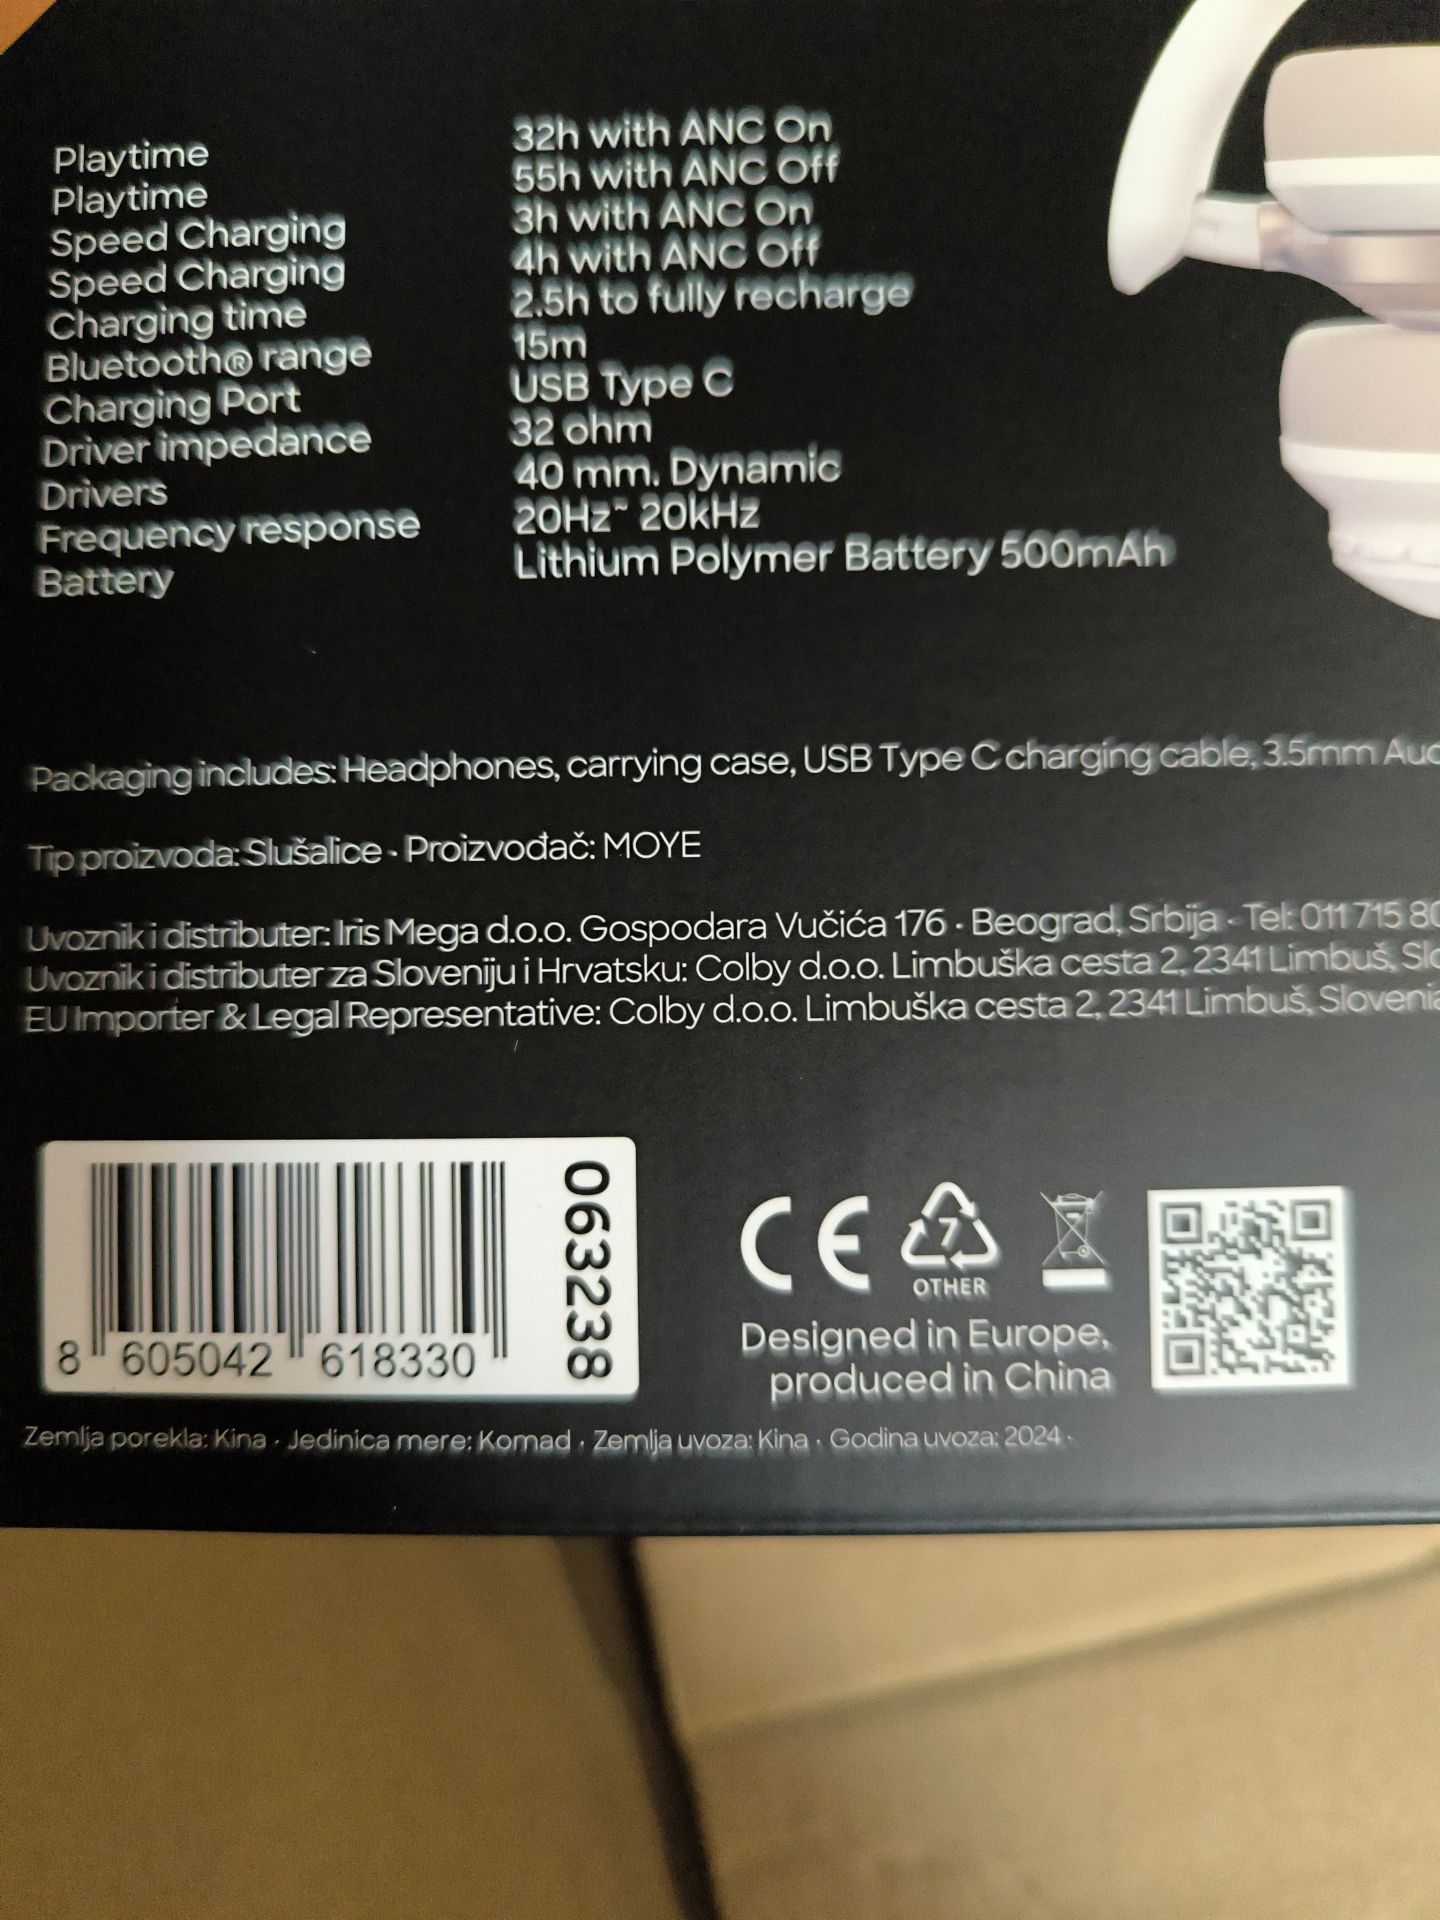 Playtime 32h with ANC On
Playtime 55h with ANC Off
Speed Charging 3h with ANC On
Speed Charging 4h with ANC Off
Charging time 2.5h to fully recharge
Bluetooth® range 15m
Charging Port USB Type C
Driver impedance 32 ohm
Drivers 40 mm. Dynamic
Frequency response 20Hz~ 20kHz
Battery Lithium Polymer Battery 500mAh
Packaging includes: Headphones, carrying case, USB Type C charging cable, 3.5mm
Tip proizvoda: Slušalice - Proizvođač: MOYE
Uvoznik i distributer: Iris Mega d.o.o. Gospodara Vučića 176 · Beograd, Srbija - Tel: 011 715 80
Uvoznik i distributer za Sloveniju i Hrvatsku: Colby d.o.o. Limbuška cesta 2, 2341 Limbuš,
EU Importer & Legal Representative: Colby d.o.o. Limbuška cesta 2, 2341 Limbuš, Slovenia
063238
8 605042 618330
CE
7
OTHER
Designed in Europe,
produced in China
Zemlja porekla: Kina · Jedinica mere: Komad · Zemlja uvoza: Kina · Godina uvoza: 2024 ·